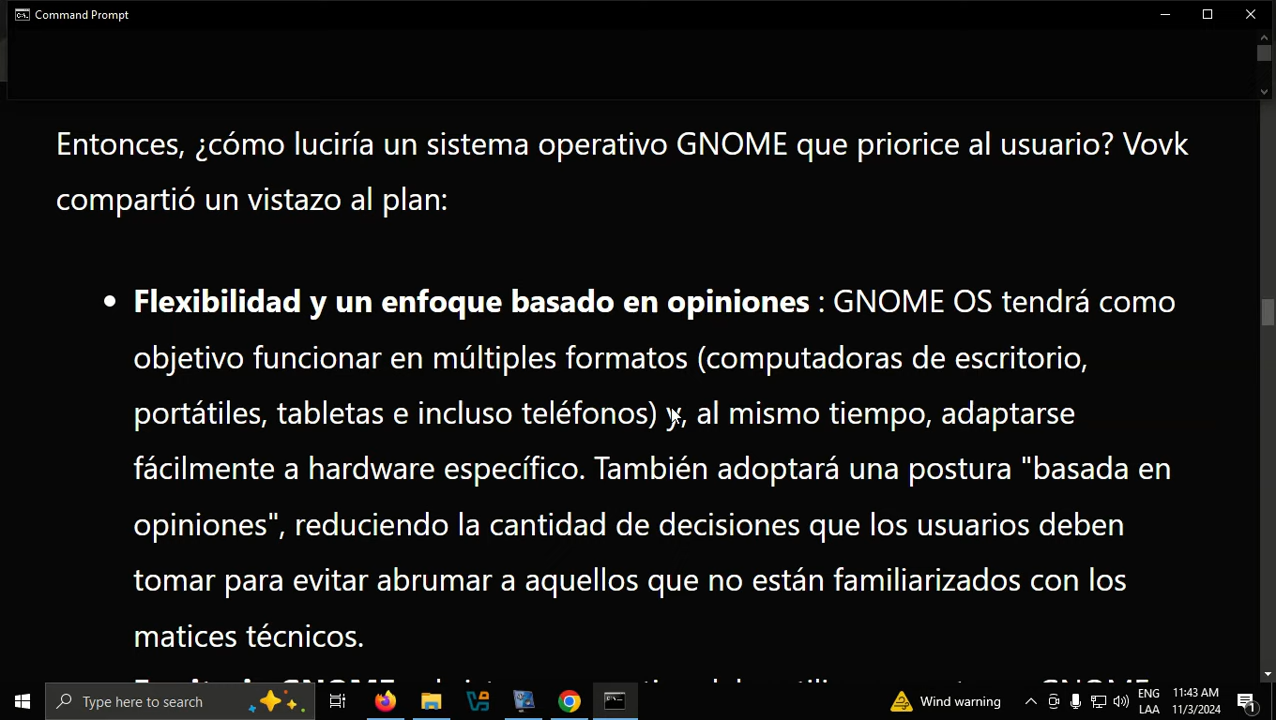 Command Prompt
Entonces, ¿cómo luciría un sistema operativo GNOME que priorice al usuario? Vovk
compartió un vistazo al plan:
• Flexibilidad y un enfoque basado en opiniones : GNOME OS tendrá como
objetivo funcionar en múltiples formatos (computadoras de escritorio,
portátiles, tabletas e incluso teléfonos) y, al mismo tiempo, adaptarse
fácilmente a hardware específico. También adoptará una postura "basada en
opiniones", reduciendo la cantidad de decisiones que los usuarios deben
tomar para evitar abrumar a aquellos que no están familiarizados con los
matices técnicos.
Type here to search
Wind warning
ENG
LAA
11:43 AM
11/3/2024
1